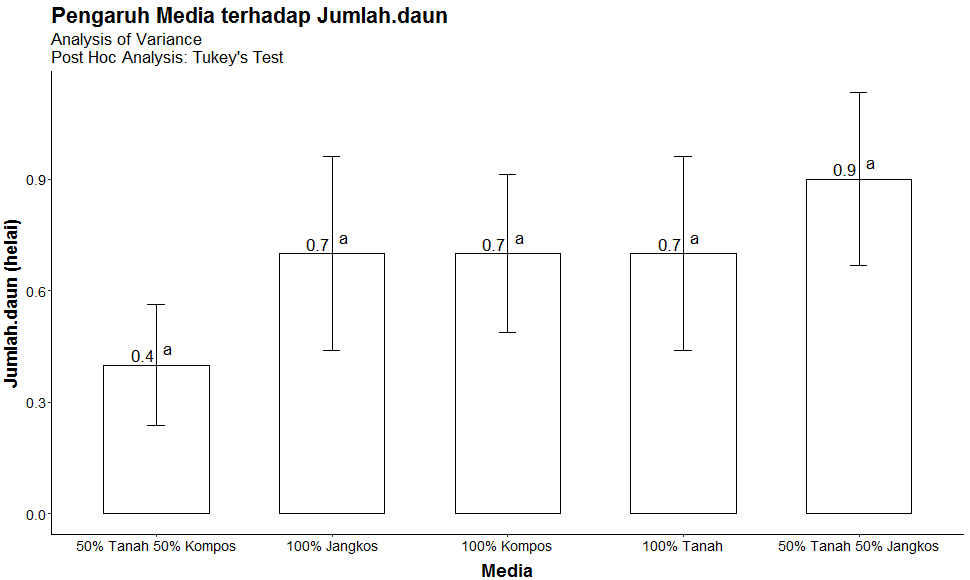 Pengaruh Media terhadap Jumlah.daun
Analysis of Variance
Post Hoc Analysis: Tukey's Test
Jumlah.daun (helai)
0.9
0.6
0.3
0.0
0.4 a
0.7 a
0.7 a
0.7 a
0.9 a
50% Tanah 50% Kompos
100% Jangkos
100% Kompos
100% Tanah
50% Tanah 50% Jangkos
Media